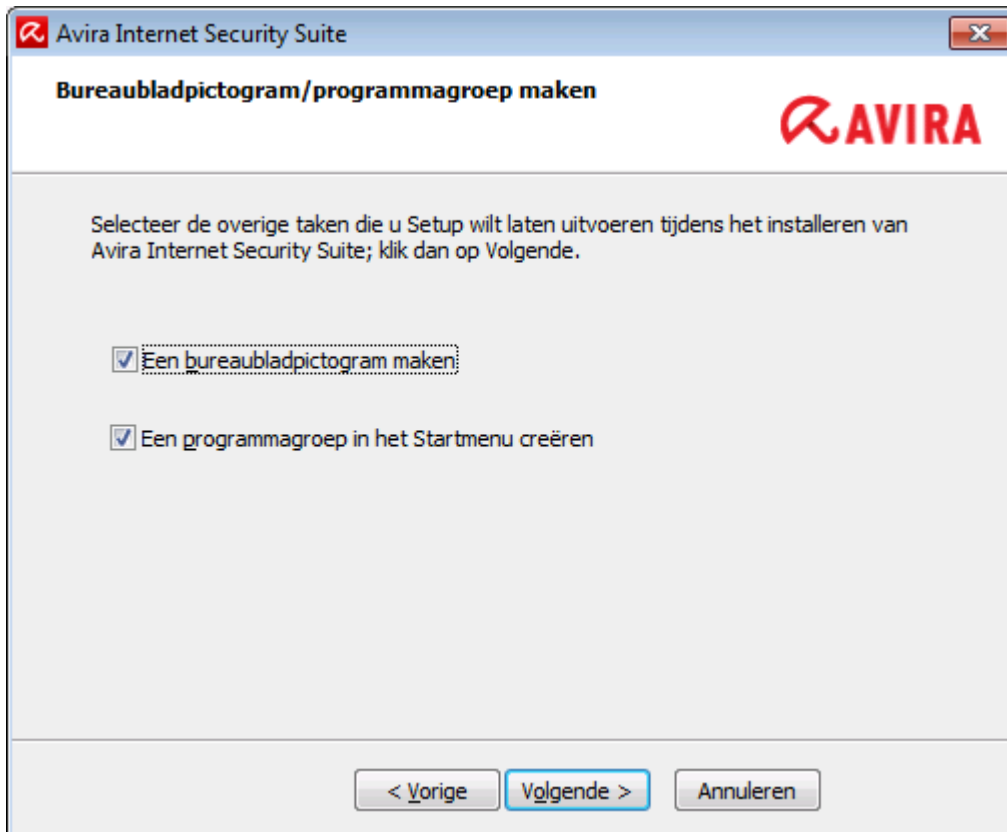 Avira Internet Security Suite
Bureaubladpictogram/programmagroep maken
AVIRA
Selecteer de overige taken die u Setup wilt laten uitvoeren tijdens het installeren van
Avira Internet Security Suite; klik dan op Volgende.
Een bureaubladpictogram maken
Een programmagroep in het Startmenu creëren
< Vorige
Volgende >
Annuleren